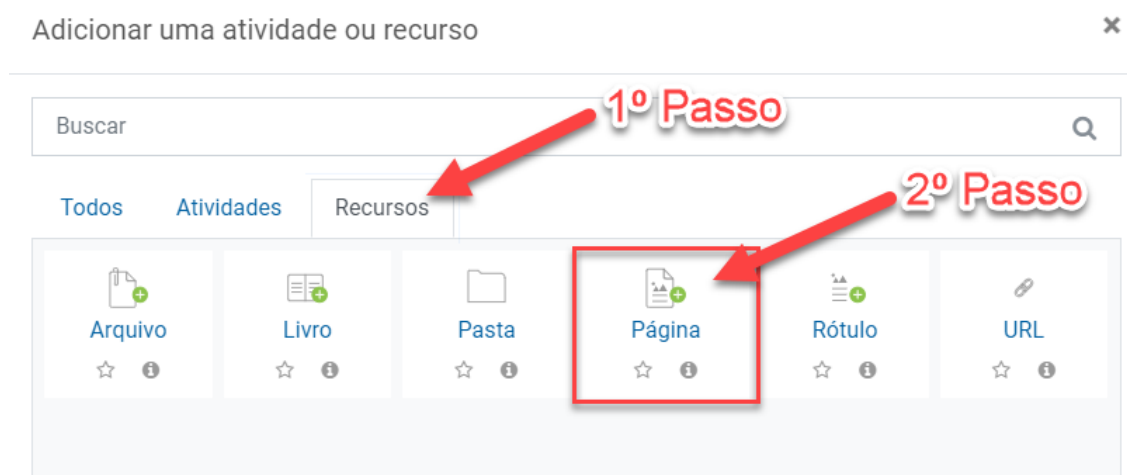 Adicionar uma atividade ou recurso
1º Passo
Buscar
2º Passo
Todos Atividades Recursos
Arquivo Livro Pasta Página Rótulo URL